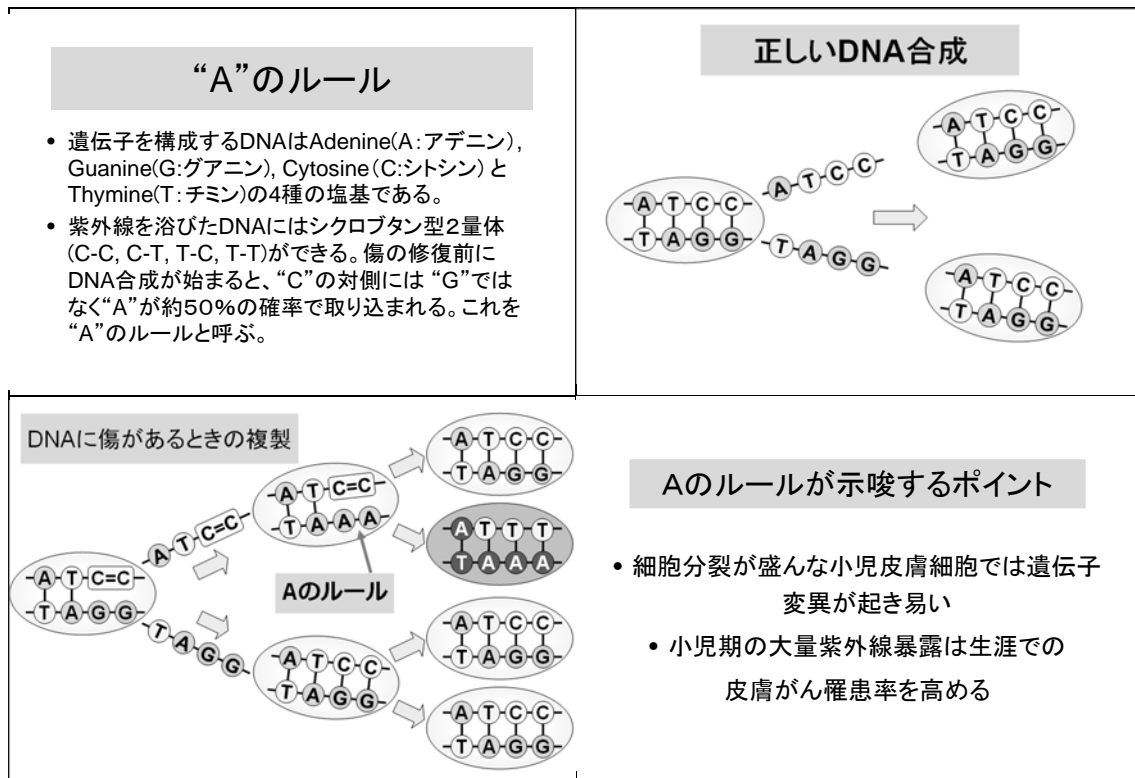 “A”のルール
• 遺伝子を構成するDNAはAdenine(A：アデニン),
Guanine(G:グアニン), Cytosine(C:シトシン) と
Thymine(T：チミン)の4種の塩基である。
• 紫外線を浴びたDNAにはシクロブタン型２量体
(C-C, C-T, T-C, T-T)ができる。傷の修復前に
DNA合成が始まると、“C”の対側には “G”では
なく“A”が約50％の確率で取り込まれる。これを
“A”のルールと呼ぶ。
正しいDNA合成
A T C C
T A G G
A T C C
T A G G
A T C C
T A G G
A T C C
T A G G
DNAに傷があるときの複製
A T C=C
T A G G
A T C=C
T A G G
A T C=C
T A A A
Aのルール
A T C C
T A G G
A T C C
T A G G
A T T T
T A A A
A T C C
T A G G
A T C C
T A G G
Aのルールが示唆するポイント
• 細胞分裂が盛んな小児皮膚細胞では遺伝子
変異が起き易い
• 小児期の大量紫外線暴露は生涯での
皮膚がん罹患率を高める